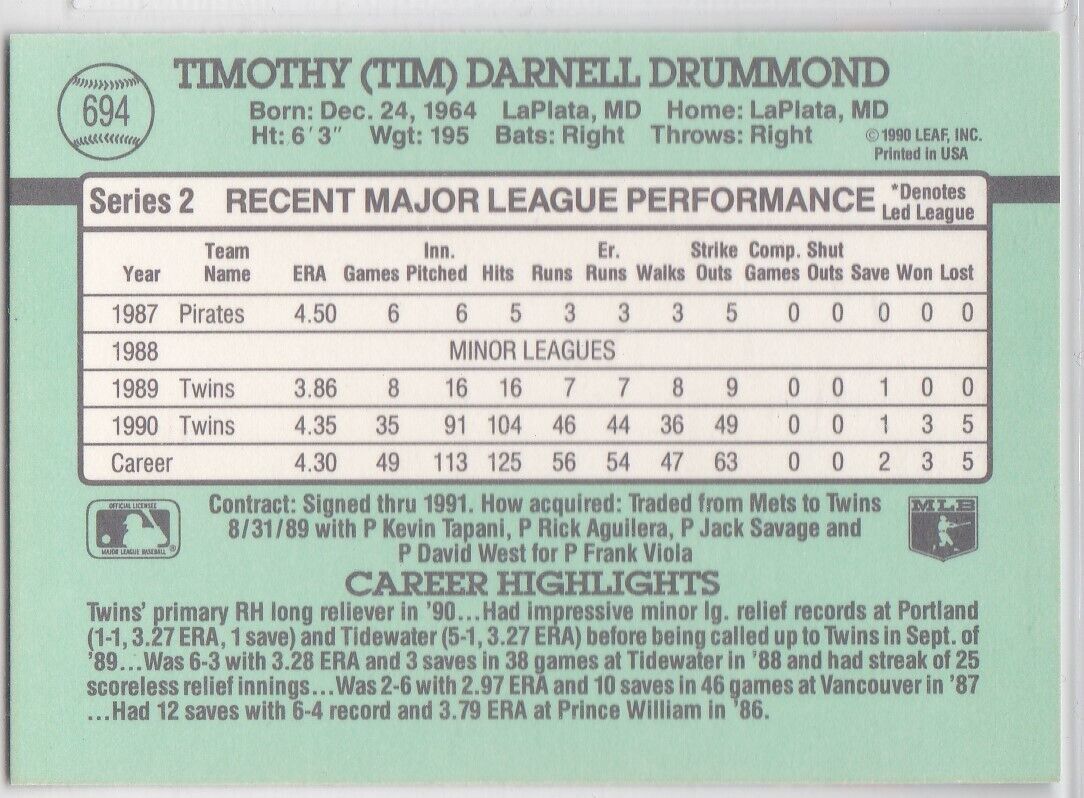 694
TIMOTHY (TIM) DARNELL DRUMMOND
Born: Dec. 24, 1964 LaPlata, MD Home: LaPlata, MD
Ht: 6'3" Wgt: 195 Bats: Right Throws: Right
© 1990 LEAF, INC.
Printed in USA
Series 2 RECENT MAJOR LEAGUE PERFORMANCE *Denotes Led League
Year Team Name ERA Games Inn. Pitched Hits Runs Er. Runs Walks Strike Outs Comp. Games Shut Outs Save Won Lost
1987 Pirates 4.50 6 6 5 3 3 3 5 0 0 0 0 0
1988 MINOR LEAGUES
1989 Twins 3.86 8 16 16 7 7 8 9 0 0 1 0 0
1990 Twins 4.35 35 91 104 46 44 36 49 0 0 1 3 5
Career 4.30 49 113 125 56 54 47 63 0 0 2 3 5
OFFICIAL LICENSEE
MAJOR LEAGUE BASEBALL ®
Contract: Signed thru 1991. How acquired: Traded from Mets to Twins
8/31/89 with P Kevin Tapani, P Rick Aguilera, P Jack Savage and
P David West for P Frank Viola
MLB
CAREER HIGHLIGHTS
Twins' primary RH long reliever in '90...Had impressive minor lg. relief records at Portland
(1-1, 3.27 ERA, 1 save) and Tidewater (5-1, 3.27 ERA) before being called up to Twins in Sept. of
'89...Was 6-3 with 3.28 ERA and 3 saves in 38 games at Tidewater in '88 and had streak of 25
scoreless relief innings...Was 2-6 with 2.97 ERA and 10 saves in 46 games at Vancouver in '87
...Had 12 saves with 6-4 record and 3.79 ERA at Prince William in '86.